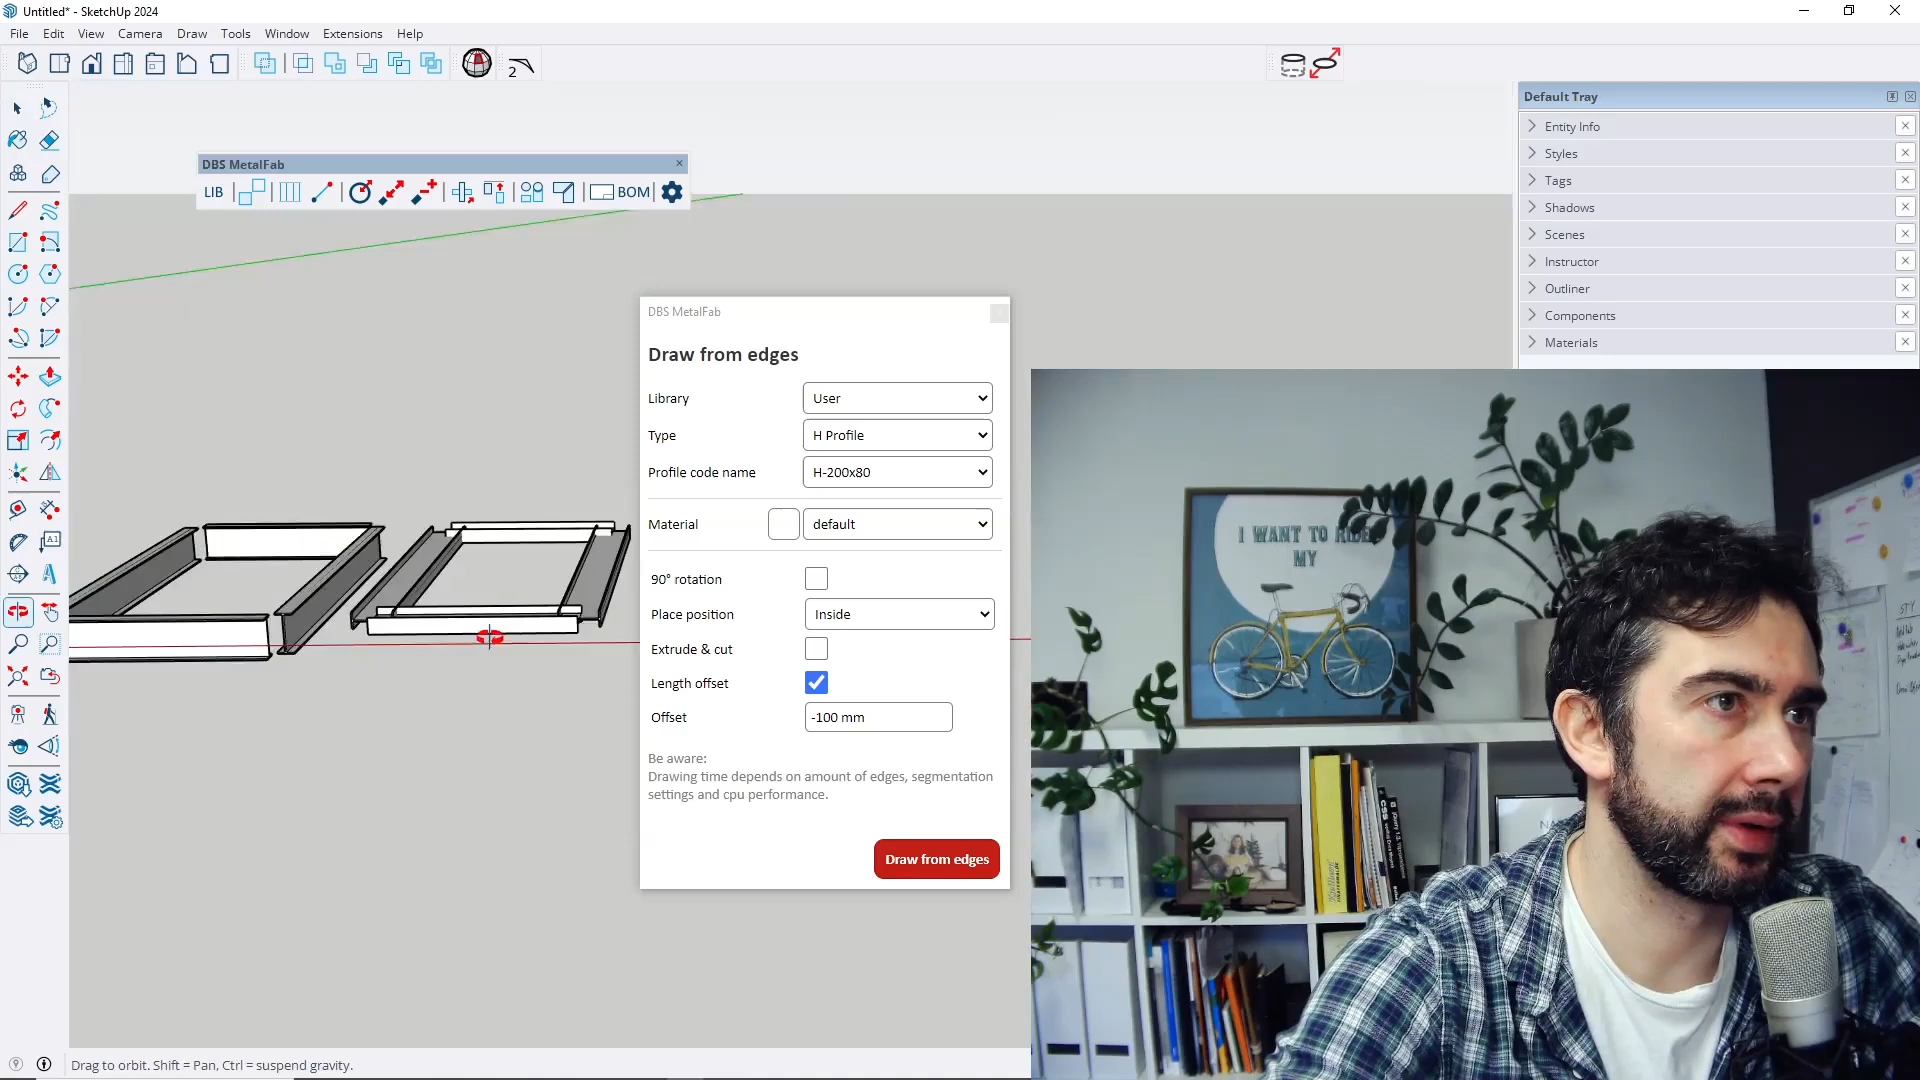 Untitled* - SketchUp 2024
File Edit View Camera Draw Tools Window Extensions Help
2
Default Tray
Entity Info
Styles
Tags
Shadows
Scenes
Instructor
Outliner
Components
Materials
DBS MetalFab
LIB BOM
A1
DBS MetalFab
Draw from edges
Library User
Type H Profile
Profile code name H-200x80
Material default
90° rotation
Place position Inside
Extrude & cut
Length offset
Offset -100 mm
Be aware:
Drawing time depends on amount of edges, segmentation
settings and cpu performance.
Draw from edges
I WANT TO RIDE
MY
CSS
Drag to orbit. Shift = Pan, Ctrl = suspend gravity.